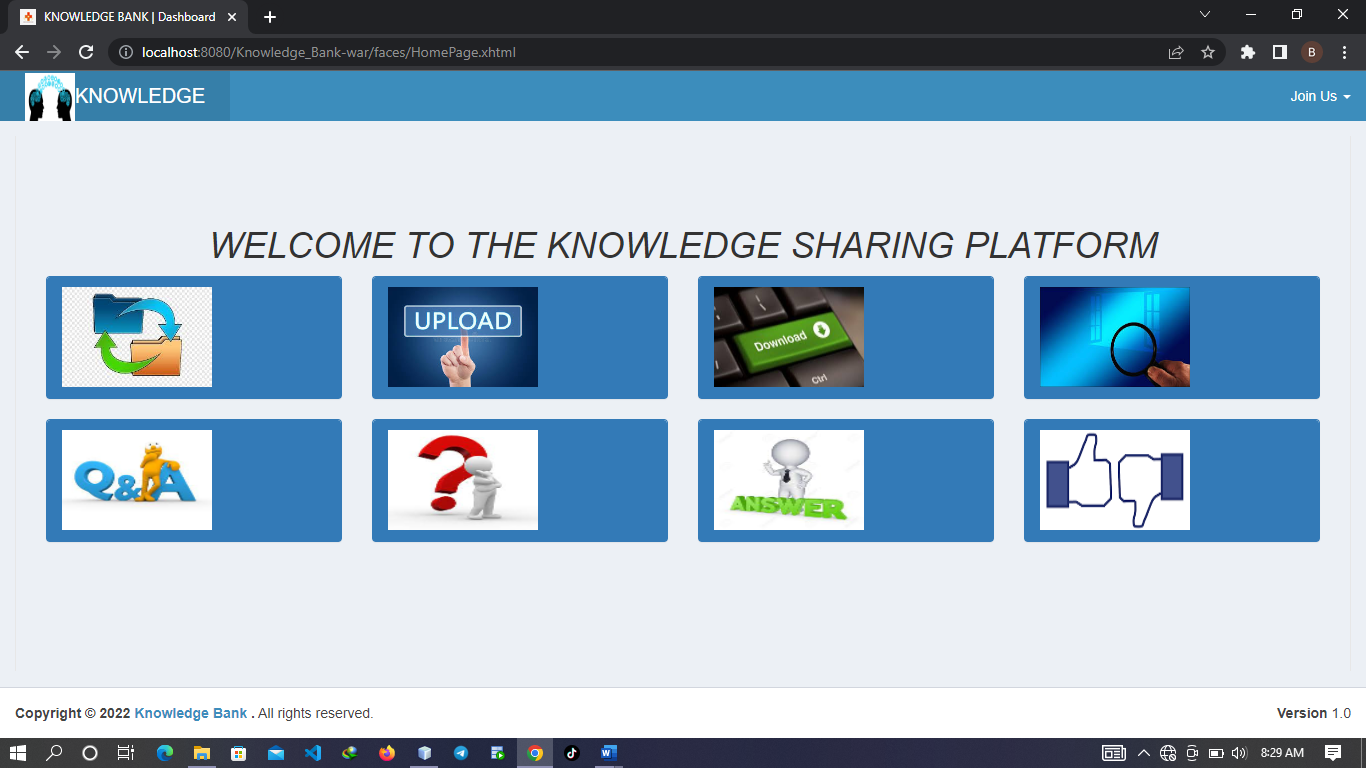 KNOWLEDGE BANK | Dashboard
localhost:8080/Knowledge_Bank-war/faces/HomePage.xhtml
B
KNOWLEDGE
Join Us
WELCOME TO THE KNOWLEDGE SHARING PLATFORM
UPLOAD
Download
Ctrl
Q&A
?
ANSWER
Copyright © 2022 Knowledge Bank . All rights reserved.
Version 1.0
8:29 AM